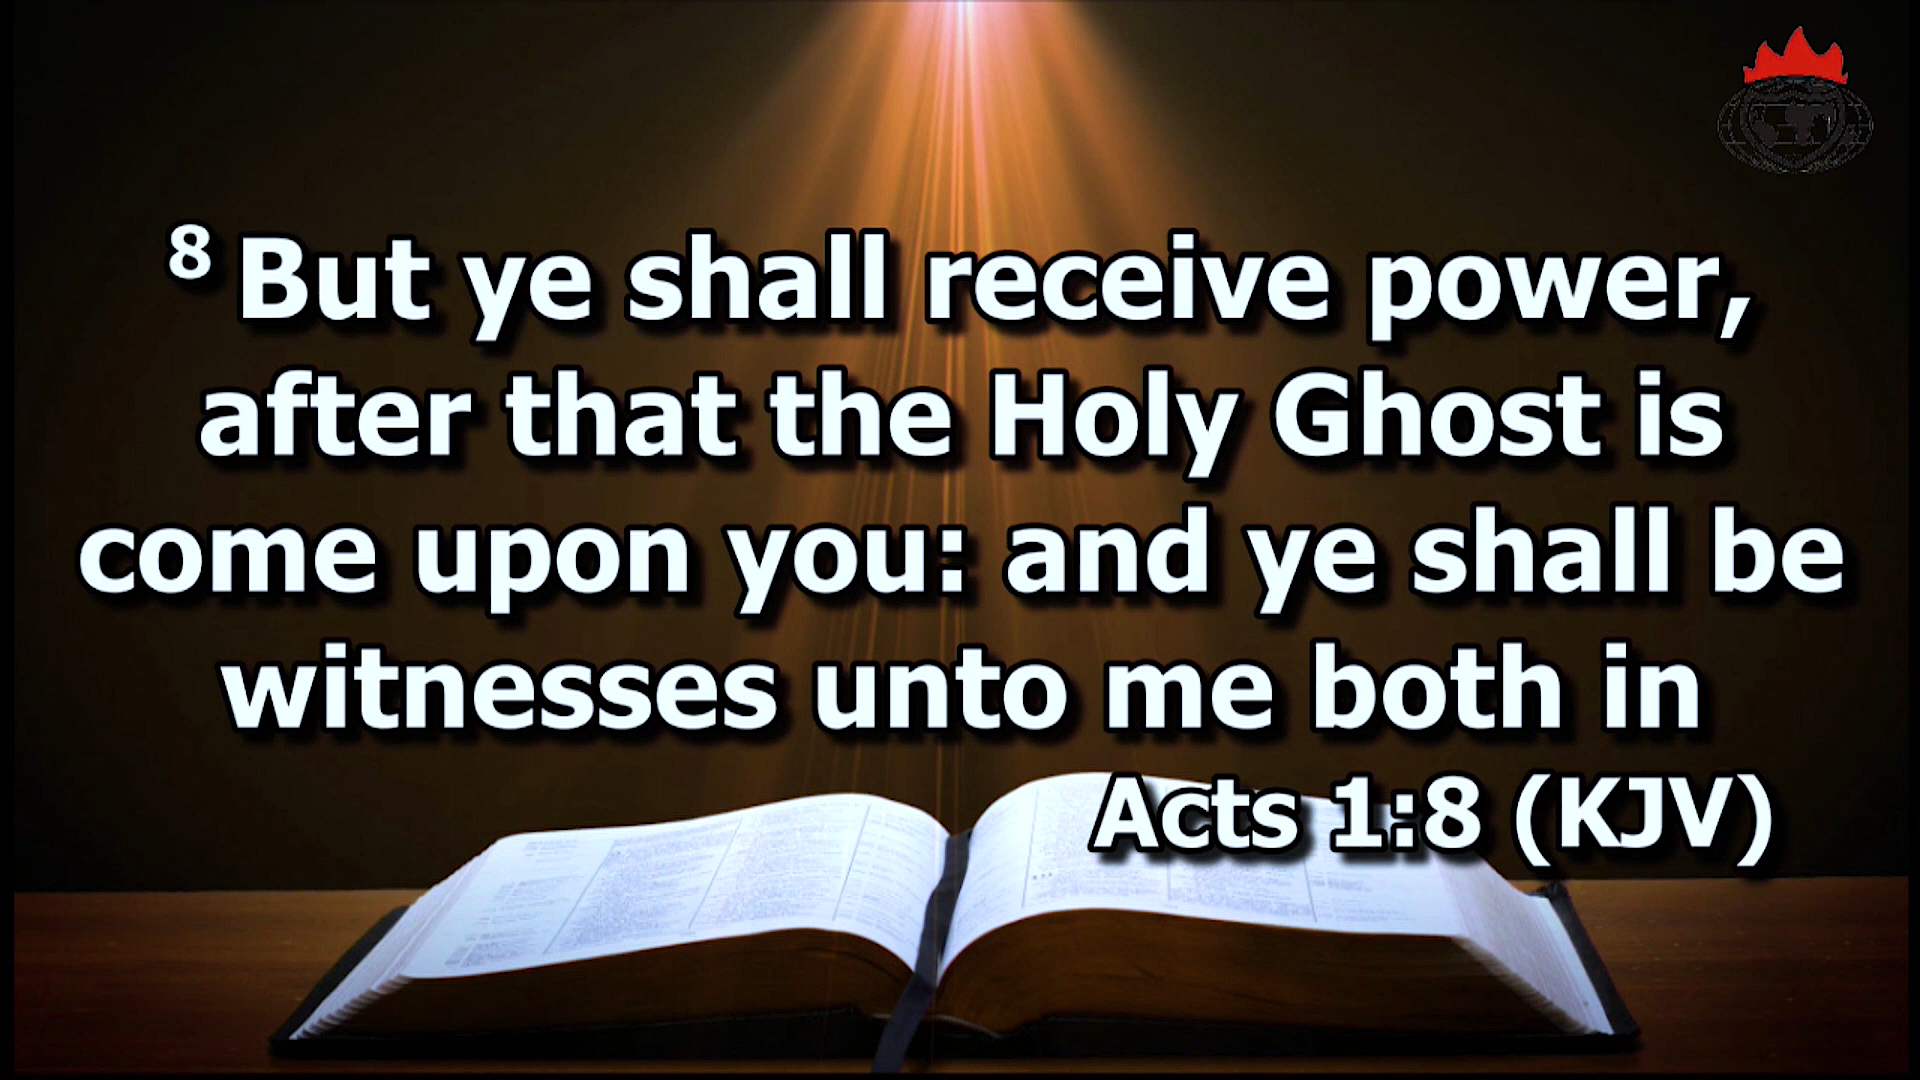 8 But ye shall receive power,
after that the Holy Ghost is
come upon you: and ye shall be
witnesses unto me both in
Acts 1:8 (KJV)